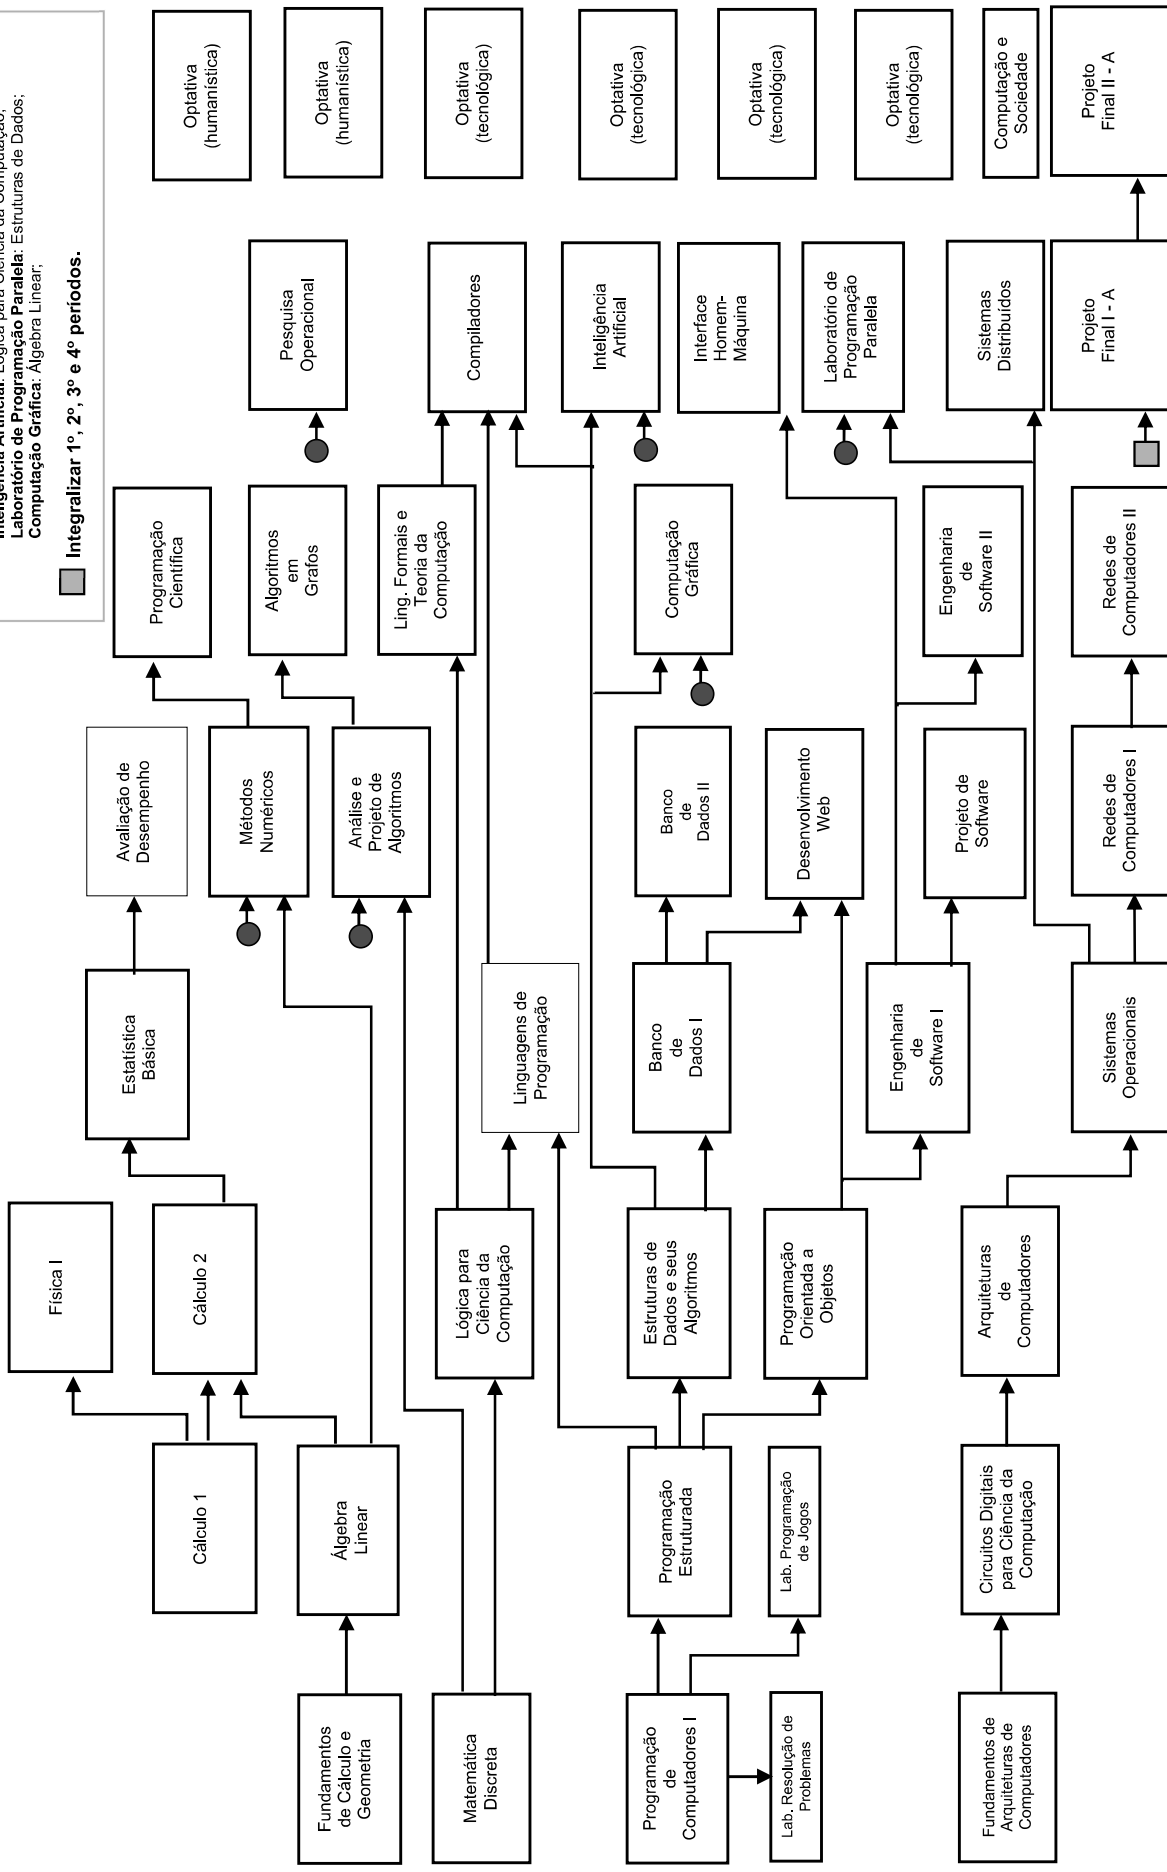 Inteligência Artificial: Lógica para Ciência da Computação;
Laboratório de Programação Paralela: Estruturas de Dados;
Computação Gráfica: Álgebra Linear;
Integralizar 1º, 2º, 3º e 4º períodos.
Fundamentos
de Cálculo e
Geometria
Matemática
Discreta
Programação
de
Computadores I
Lab. Resolução de
Problemas
Fundamentos de
Arquiteturas de
Computadores
Cálculo 1
Álgebra
Linear
Programação
Estruturada
Lab. Programação
de Jogos
Circuitos Digitais
para Ciência da
Computação
Física I
Cálculo 2
Lógica para
Ciência da
Computação
Estruturas de
Dados e seus
Algoritmos
Programação
Orientada a
Objetos
Arquiteturas
de
Computadores
Estatística
Básica
Linguagens de
Programação
Banco
de
Dados I
Engenharia
de
Software I
Sistemas
Operacionais
Avaliação de
Desempenho
Métodos
Numéricos
Análise e
Projeto de
Algoritmos
Banco
de
Dados II
Desenvolvimento
Web
Projeto de
Software
Redes de
Computadores I
Programação
Científica
Algoritmos
em
Grafos
Ling. Formais e
Teoria da
Computação
Computação
Gráfica
Engenharia
de
Software II
Redes de
Computadores II
Pesquisa
Operacional
Compiladores
Inteligência
Artificial
Interface
Homem-
Máquina
Laboratório de
Programação
Paralela
Sistemas
Distribuídos
Projeto
Final I - A
Optativa
(humanística)
Optativa
(humanística)
Optativa
(tecnológica)
Optativa
(tecnológica)
Optativa
(tecnológica)
Optativa
(tecnológica)
Computação e
Sociedade
Projeto
Final II - A